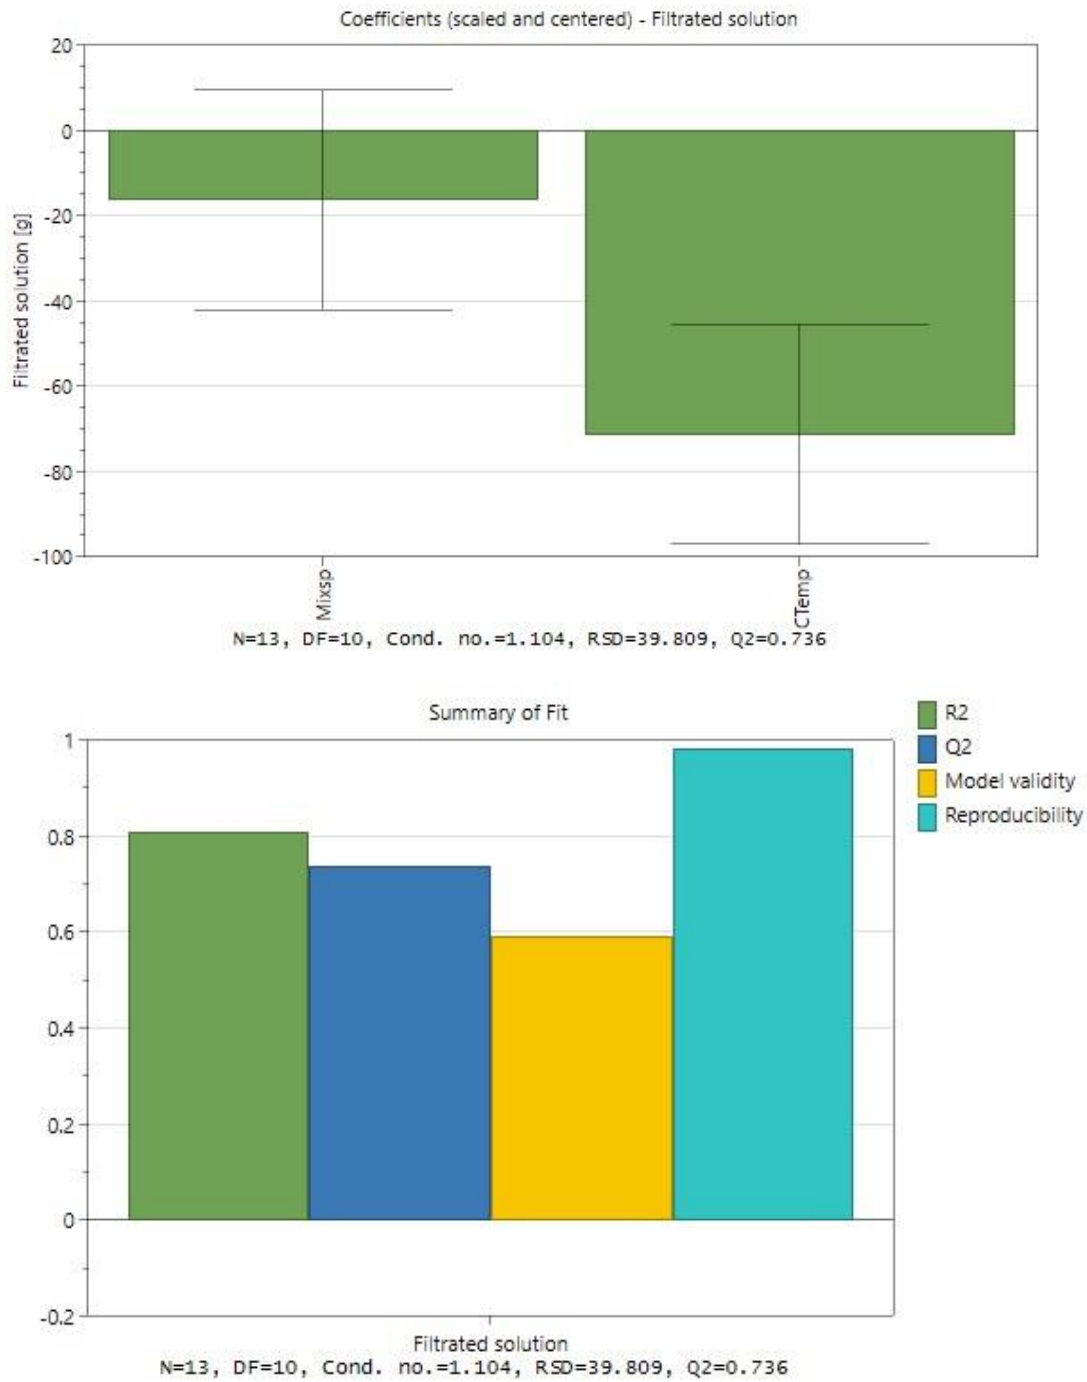 Coefficients (scaled and centered) - Filtrated solution
Filtrated solution [g]
20
0
-20
-40
-60
-80
-100
Mixsp
CTemp
N=13, DF=10, Cond. no.=1.104, RSD=39.809, Q2=0.736
Summary of Fit
R2
Q2
Model validity
Reproducibility
1
0.8
0.6
0.4
0.2
0
-0.2
Filtrated solution
N=13, DF=10, Cond. no.=1.104, RSD=39.809, Q2=0.736